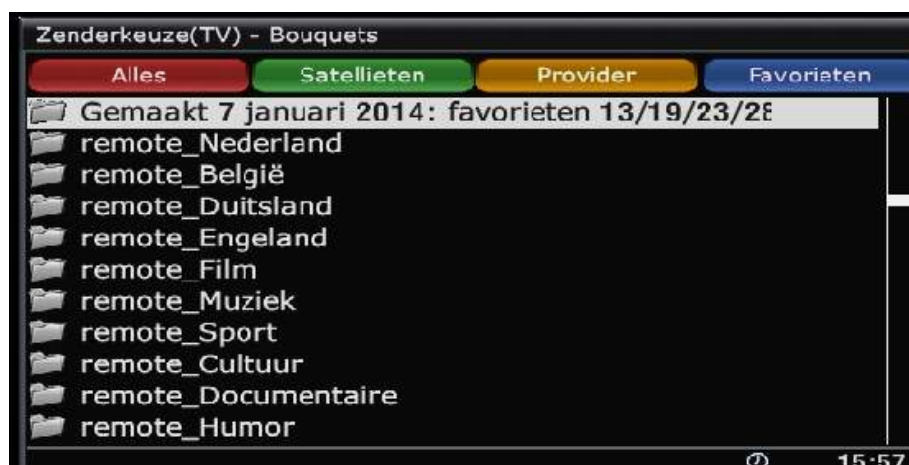 Zenderkeuze(TV) - Bouquets
Alles Satellieten Provider Favorieten
Gemaakt 7 januari 2014: favorieten 13/19/23/28
remote_Nederland
remote_België
remote_Duitsland
remote_Engeland
remote_Film
remote_Muziek
remote_Sport
remote_Cultuur
remote_Documentaire
remote_Humor
15:57